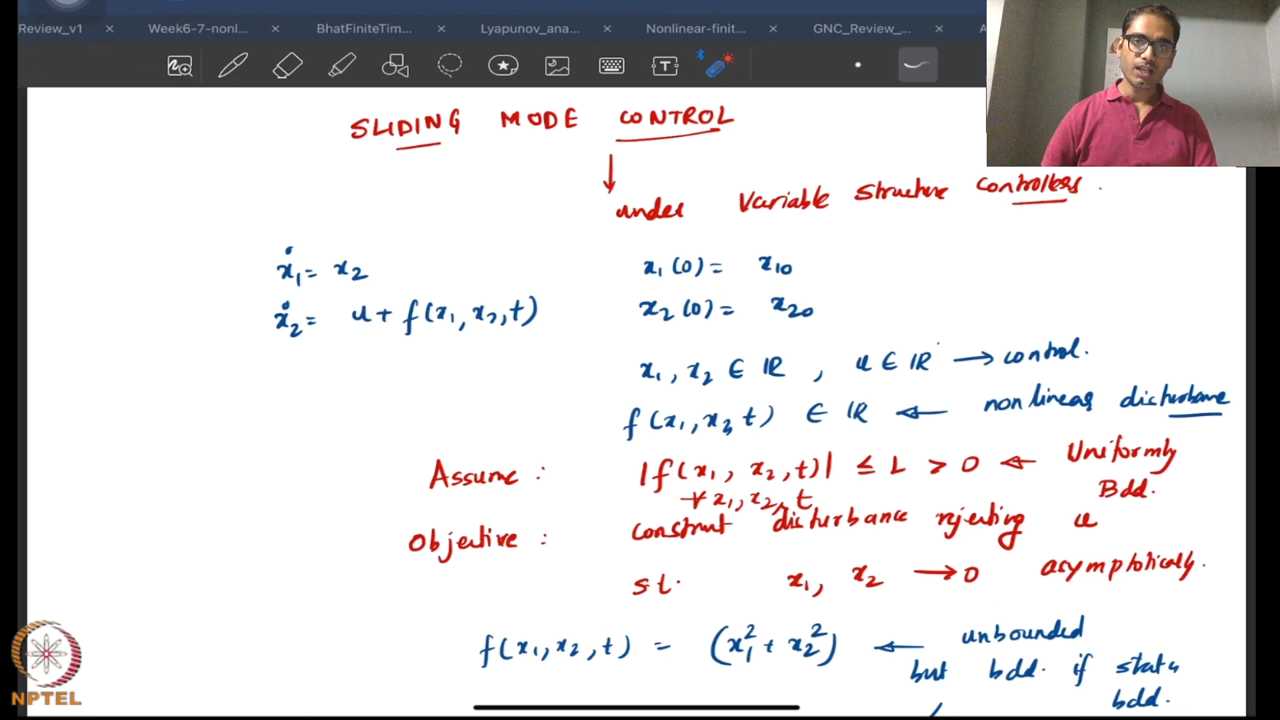 Review_v1 × Week6-7-nonl... × BhatFiniteTim... × Lyapunov_ana... × Nonlinear-finit... × GNC_Review_... ×
SLIDING MODE CONTROL
↓
under Variable structure controllers.
ẋ₁ = x₂ x₁(0) = x₁₀
ẋ₂ = u + f(x₁, x₂, t) x₂(0) = x₂₀
x₁, x₂ ∈ ℝ, u ∈ ℝ → control.
f(x₁, x₂, t) ∈ ℝ ← nonlinear disturbance
Assume: |f(x₁, x₂, t)| ≤ L > 0 ← Uniformly
∀ x₁, x₂, t Bdd.
Objective: construct disturbance rejecting u
st. x₁, x₂ → 0 asymptotically.
f(x₁, x₂, t) = (x₁² + x₂²) ← unbounded
but bdd. if states
bdd.
NPTEL